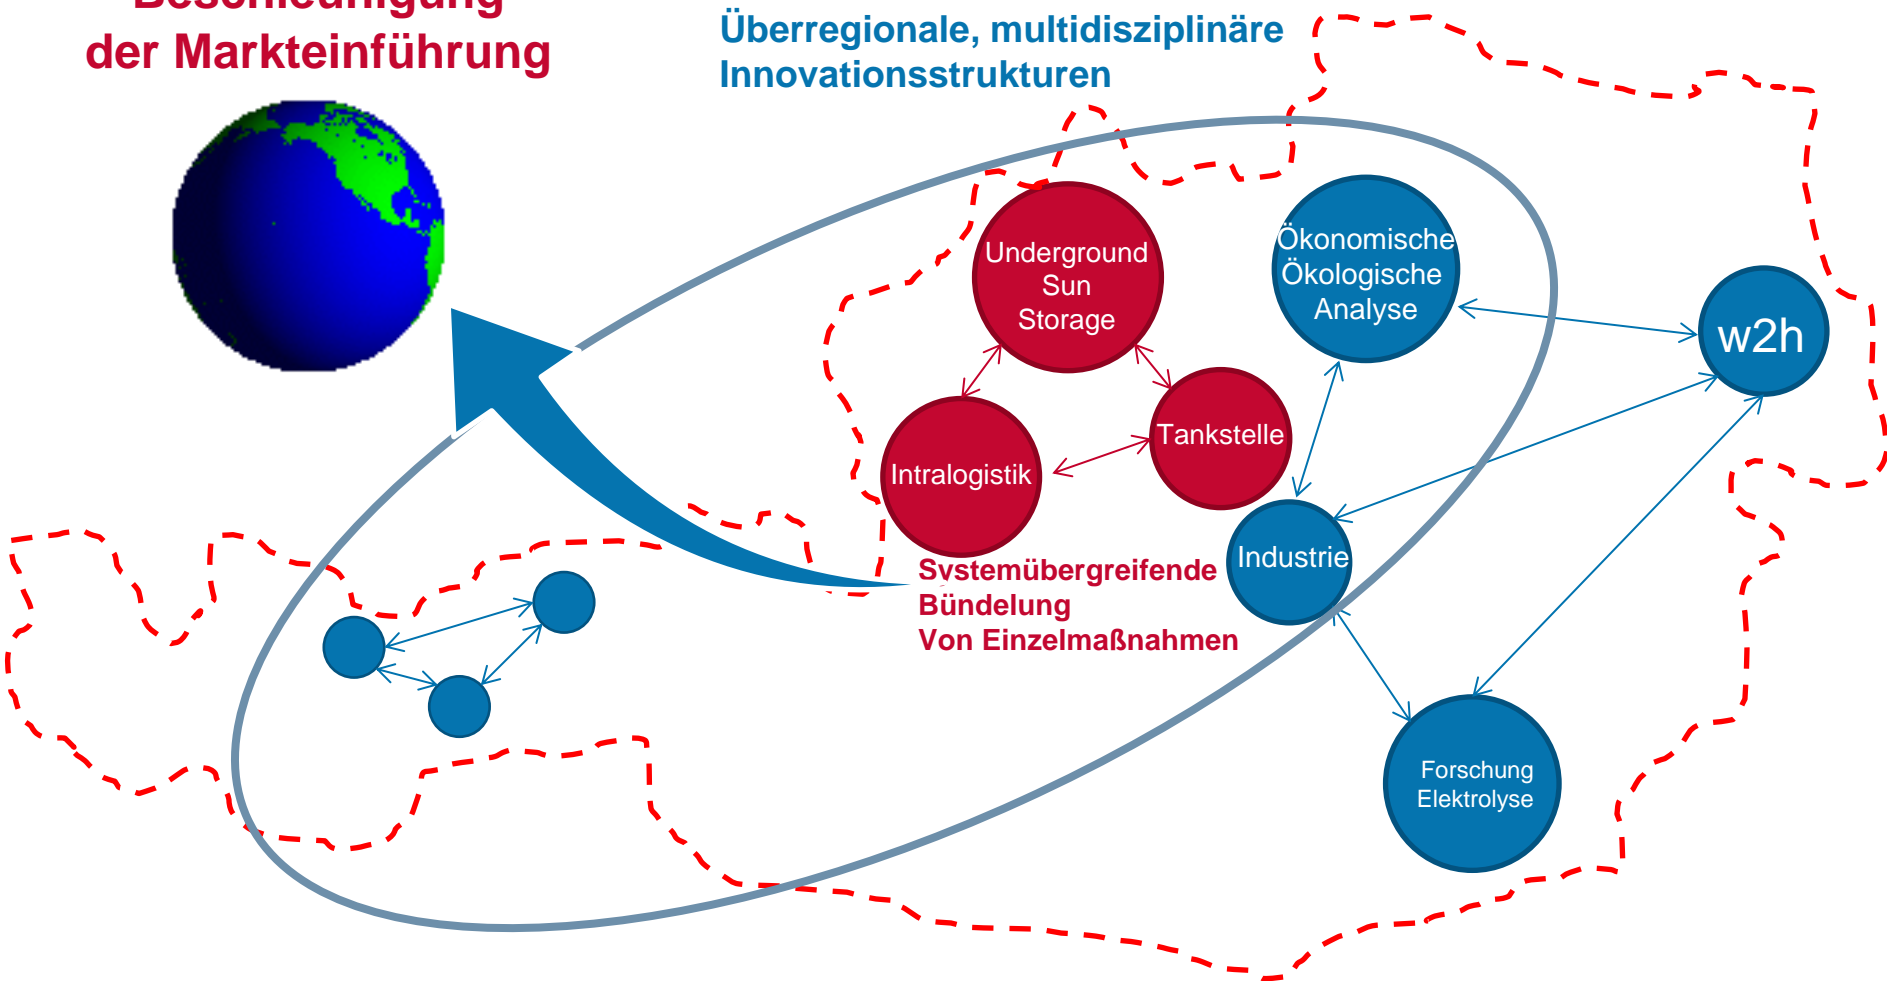 Beschleunigung
der Markteinführung
Überregionale, multidisziplinäre
Innovationsstrukturen
Underground
Sun
Storage
Ökonomische
Ökologische
Analyse
w2h
Tankstelle
Intralogistik
Industrie
Systemübergreifende
Bündelung
Von Einzelmaßnahmen
Forschung
Elektrolyse